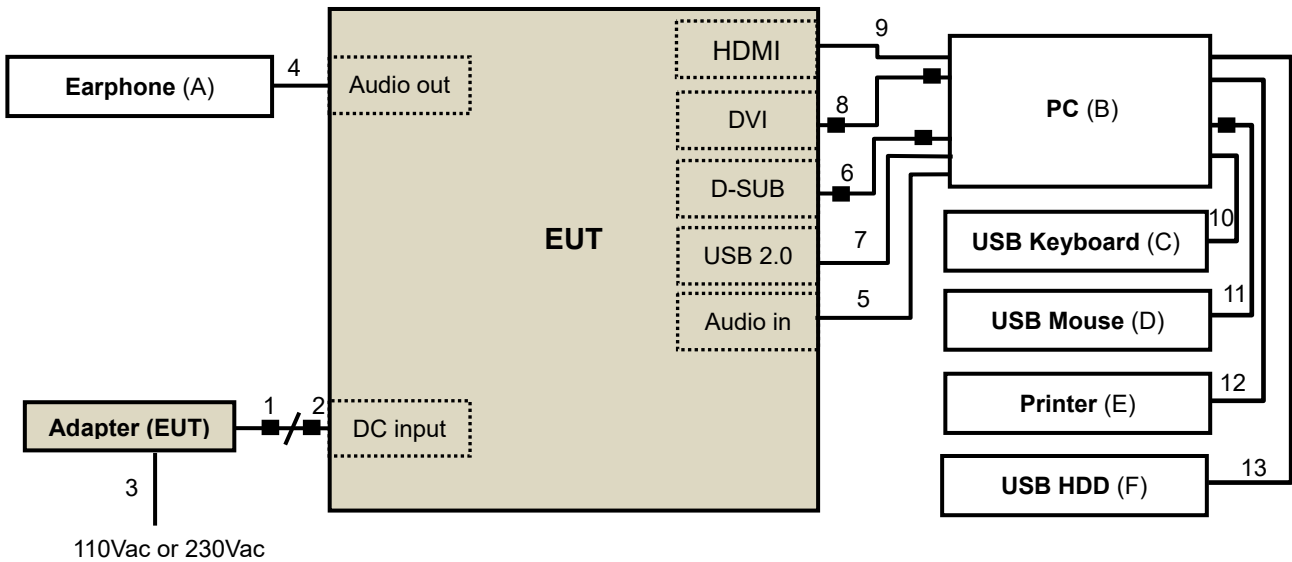 9
HDMI
Earphone (A)
4
Audio out
8
DVI
PC (B)
6
D-SUB
10
7
USB 2.0
EUT
USB Keyboard (C)
5
Audio in
11
USB Mouse (D)
12
Printer (E)
1
2
Adapter (EUT)
DC input
13
USB HDD (F)
3
110Vac or 230Vac